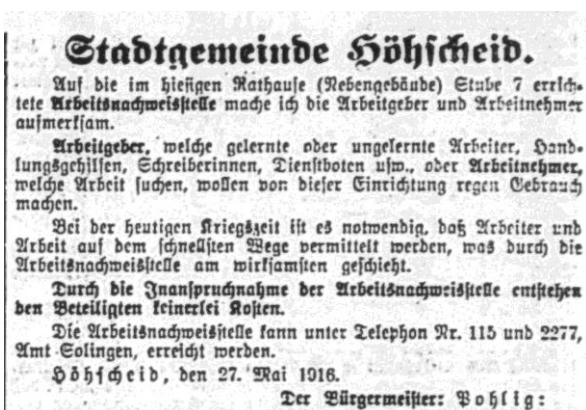 Stadtgemeinde Höhscheid.
Auf die im hiesigen Rathause (Nebengebäude) Stube 7 errich-
tete Arbeitsnachweisstelle mache ich die Arbeitgeber und Arbeitnehmer
aufmerksam.
Arbeitgeber, welche gelernte oder ungelernte Arbeiter, Hand-
lungsgehilfen, Schreiberinnen, Dienstboten usw., oder Arbeitnehmer,
welche Arbeit suchen, wollen von dieser Einrichtung regen Gebrauch
machen.
Bei der heutigen Kriegszeit ist es notwendig, daß Arbeiter und
Arbeit auf dem schnellsten Wege vermittelt werden, was durch die
Arbeitsnachweisstelle am wirksamsten geschieht.
Durch die Inanspruchnahme der Arbeitsnachweisstelle entstehen
den Beteiligten keinerlei Kosten.
Die Arbeitsnachweisstelle kann unter Telephon Nr. 115 und 2277,
Amt Solingen, erreicht werden.
Höhscheid, den 27. Mai 1916.
Der Bürgermeister: Pohlig: